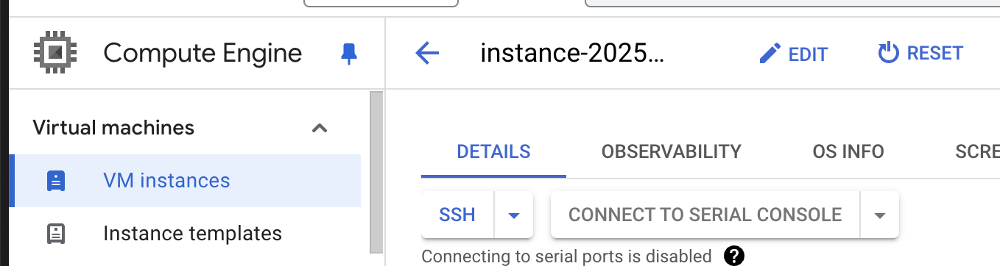 Compute Engine
instance-2025...
EDIT
RESET
Virtual machines
VM instances
Instance templates
DETAILS
OBSERVABILITY
OS INFO
SCRE
SSH
CONNECT TO SERIAL CONSOLE
Connecting to serial ports is disabled ?